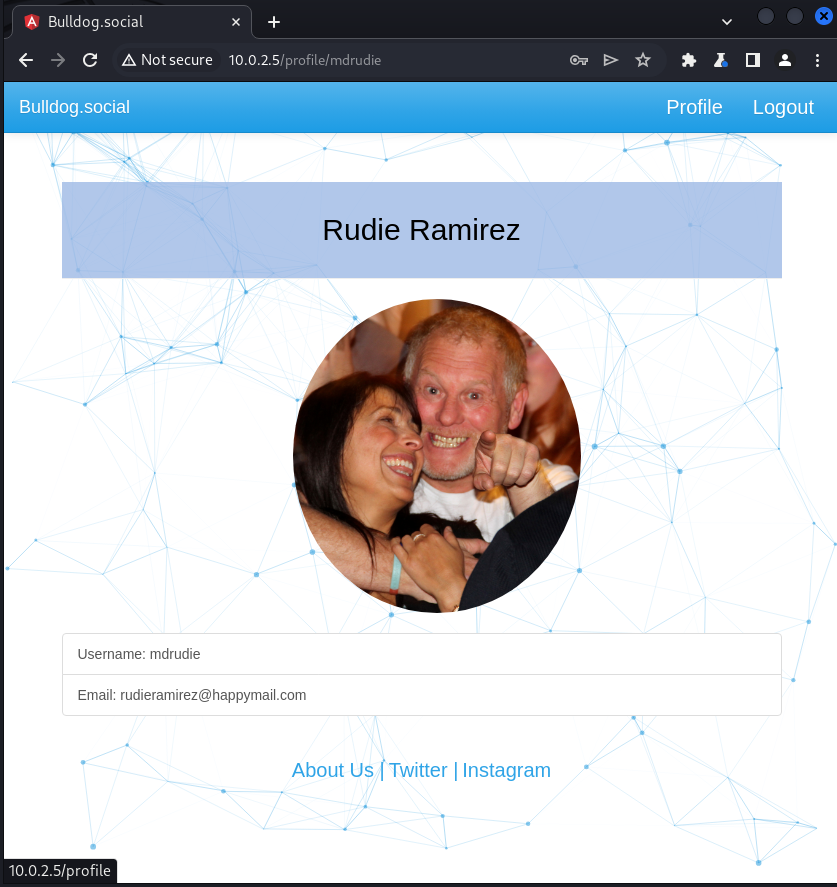 Bulldog.social
Not secure 10.0.2.5/profile/mdrudie
Bulldog.social Profile Logout
Rudie Ramirez
Username: mdrudie
Email: rudieramirez@happymail.com
About Us | Twitter | Instagram
10.0.2.5/profile